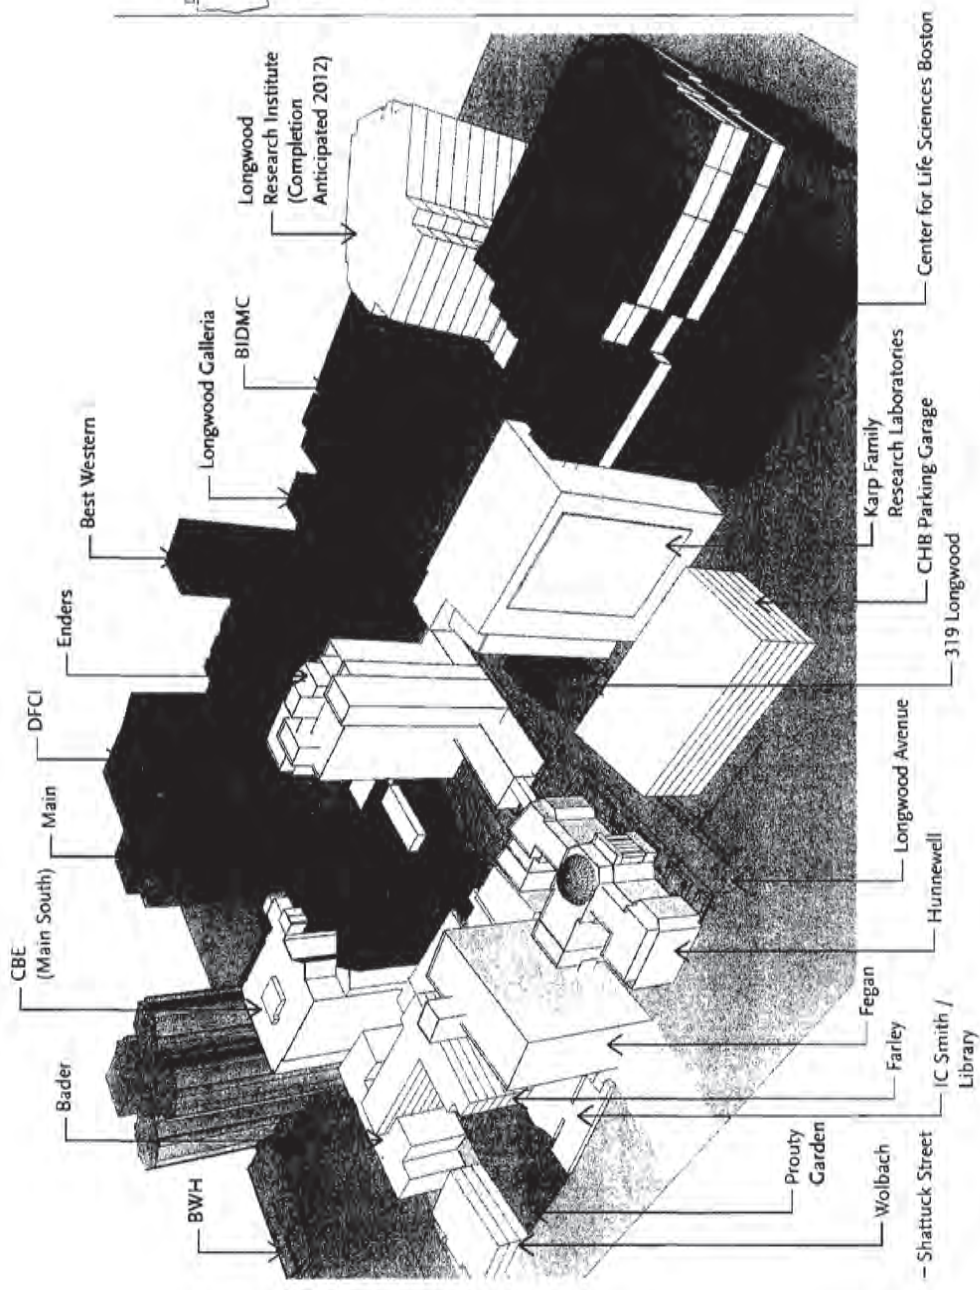 BWH
Bader
CBE
(Main South)
Main
DFCI
Enders
Best Western
Longwood Galleria
BIDMC
Longwood
Research Institute
(Completion
Anticipated 2012)
– Shattuck Street
Wolbach
Prouty
Garden
IC Smith /
Library
Farley
Fegan
Hunnewell
Longwood Avenue
319 Longwood
CHB Parking Garage
Karp Family
Research Laboratories
Center for Life Sciences Boston